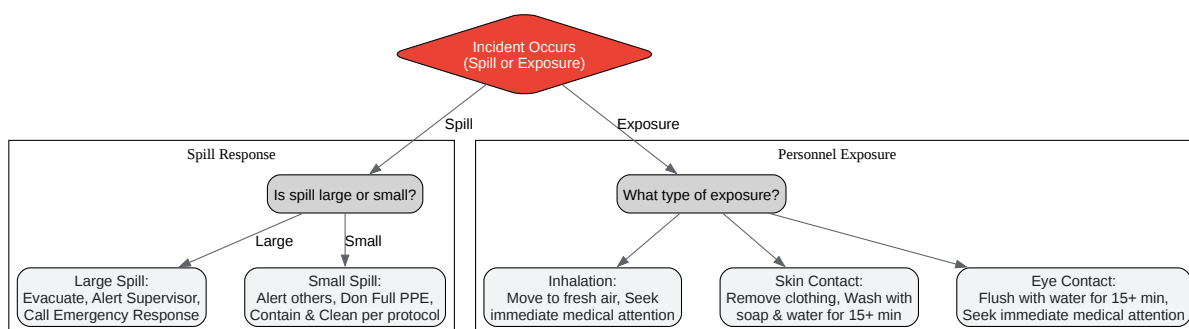 Incident Occurs
(Spill or Exposure)
Spill
Exposure
Spill Response
Is spill large or small?
Large
Small
Large Spill:
Evacuate, Alert Supervisor,
Call Emergency Response
Small Spill:
Alert others, Don Full PPE,
Contain & Clean per protocol
Personnel Exposure
What type of exposure?
Inhalation:
Move to fresh air, Seek
immediate medical attention
Skin Contact:
Remove clothing, Wash with
soap & water for 15+ min
Eye Contact:
Flush with water for 15+ min,
Seek immediate medical attention